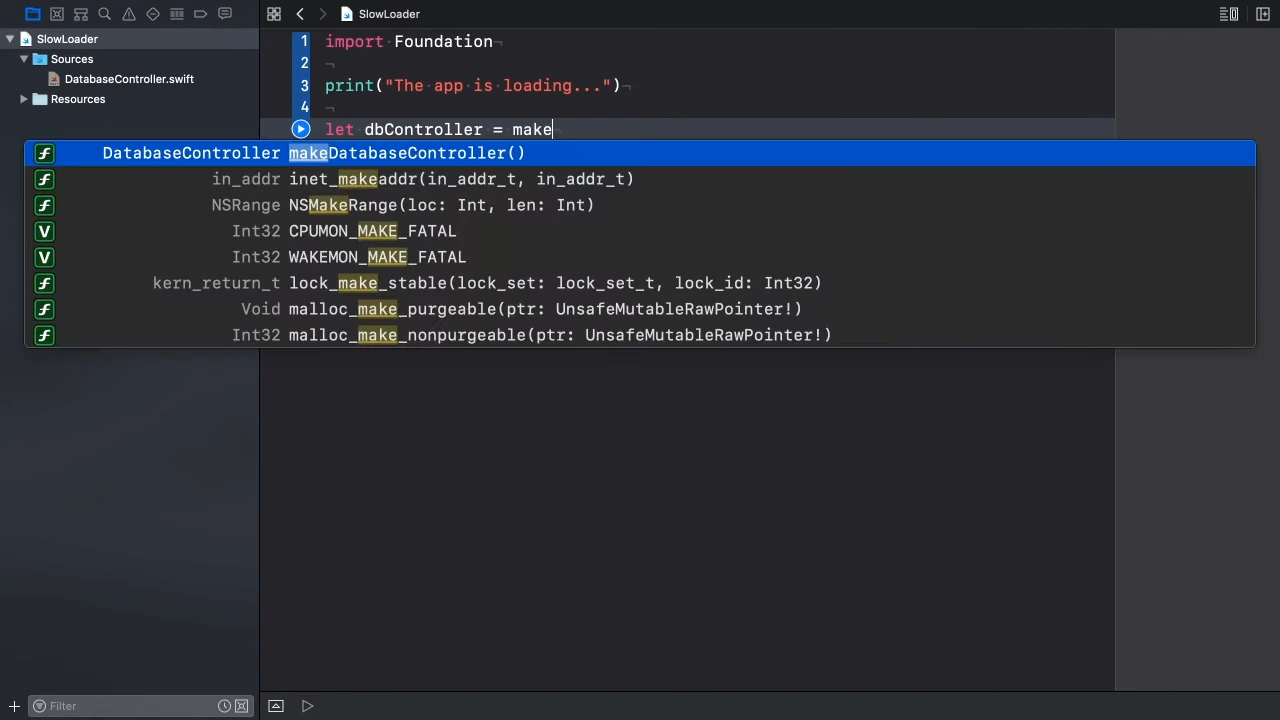 SlowLoader
SlowLoader
Sources
DatabaseController.swift
Resources
1 import Foundation
2
3 print("The app is loading...")
4
let dbController = make
DatabaseController makeDatabaseController()
in_addr inet_makeaddr(in_addr_t, in_addr_t)
NSRange NSMakeRange(loc: Int, len: Int)
Int32 CPUMON_MAKE_FATAL
Int32 WAKEMON_MAKE_FATAL
kern_return_t lock_make_stable(lock_set: lock_set_t, lock_id: Int32)
Void malloc_make_purgeable(ptr: UnsafeMutableRawPointer!)
Int32 malloc_make_nonpurgeable(ptr: UnsafeMutableRawPointer!)
Filter